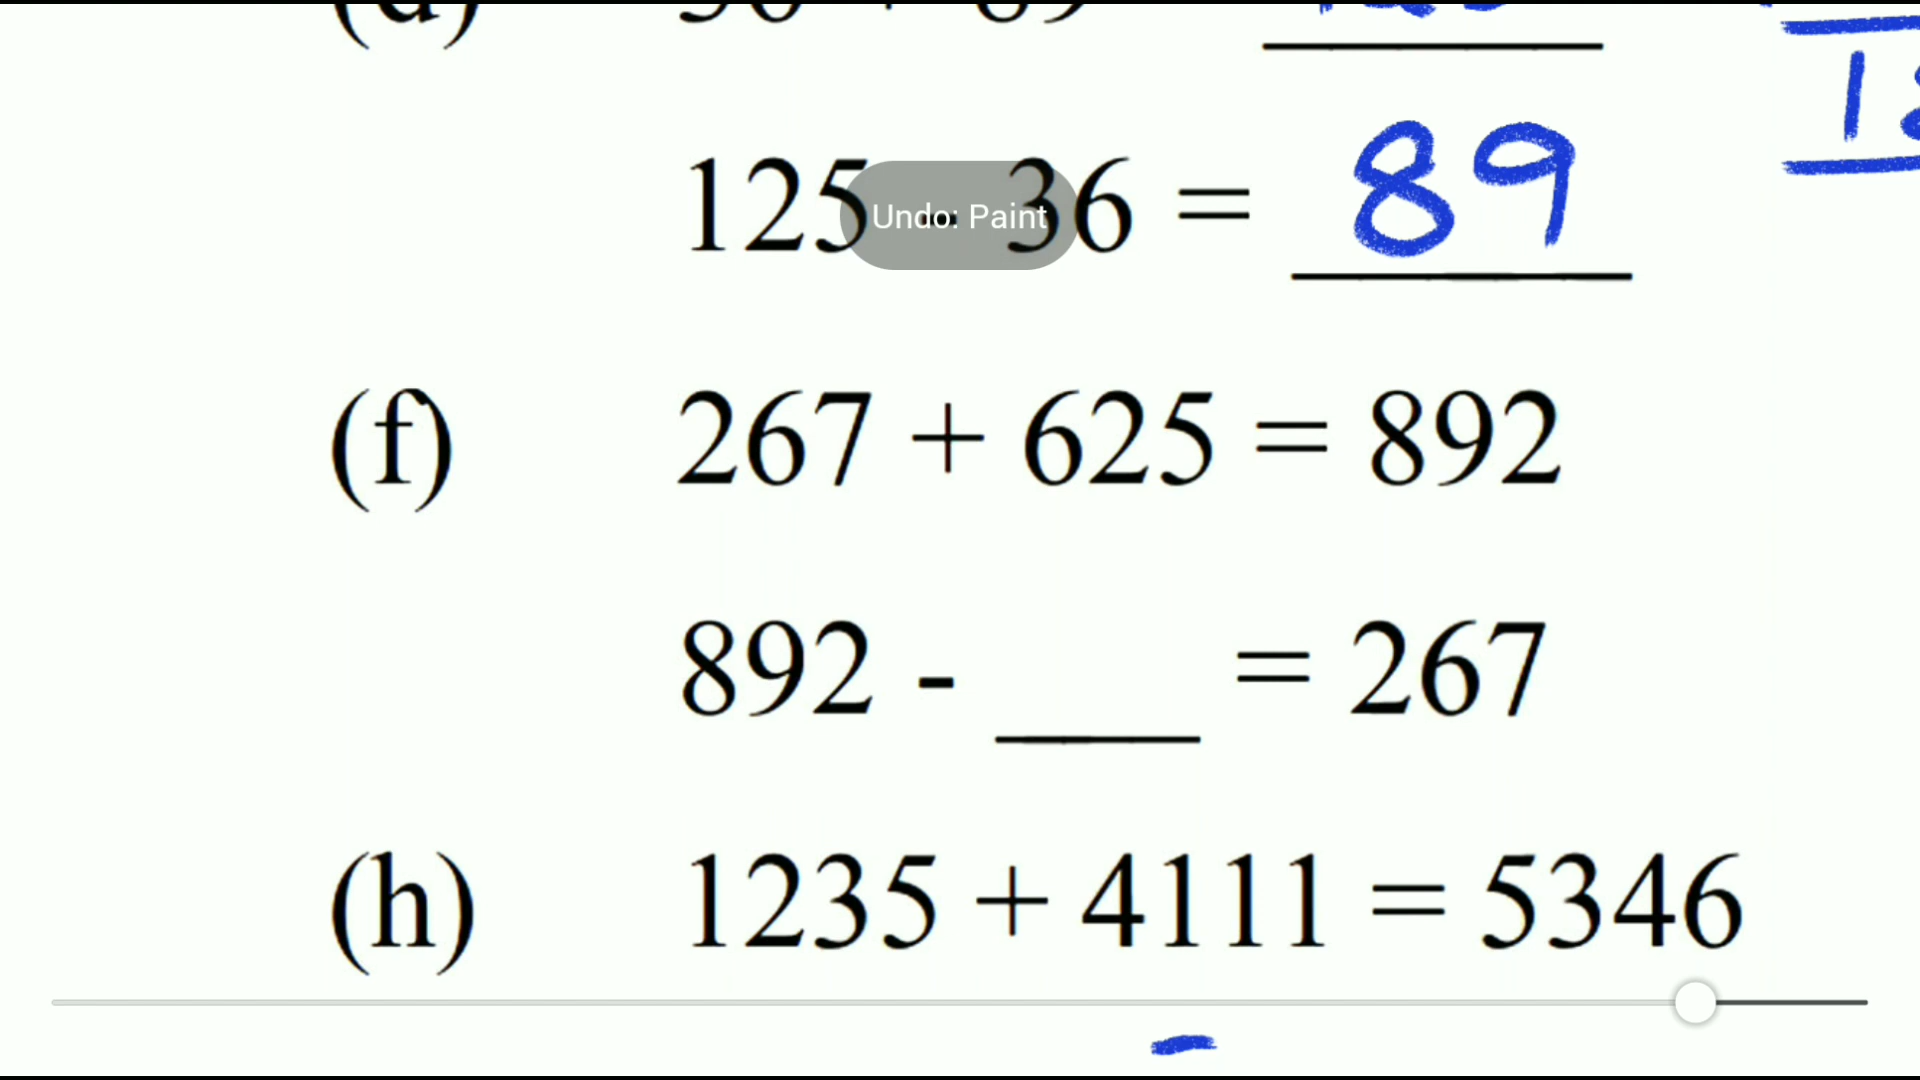 125 - 36 = 89
Undo: Paint
(f) 267 + 625 = 892
892 - ___ = 267
(h) 1235 + 4111 = 5346